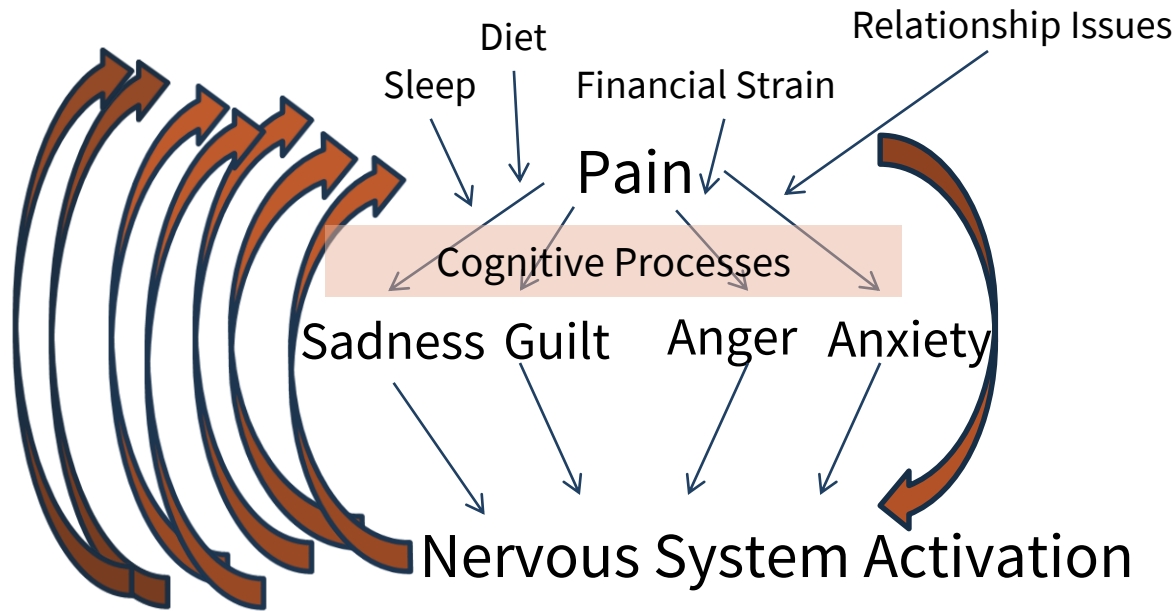 Relationship Issues
Diet
Sleep
Financial Strain
Pain
Cognitive Processes
Sadness Guilt Anger Anxiety
Nervous System Activation